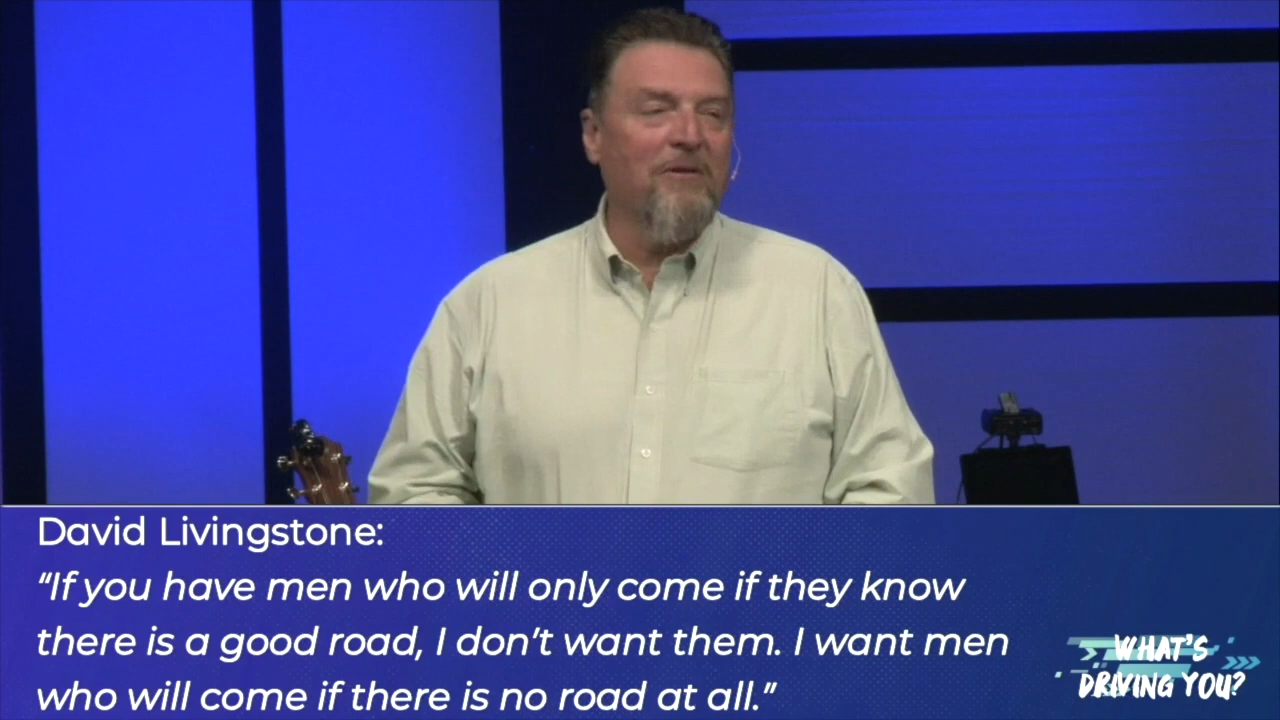 David Livingstone:
“If you have men who will only come if they know
there is a good road, I don’t want them. I want men
who will come if there is no road at all.”
WHAT’S
DRIVING YOU?